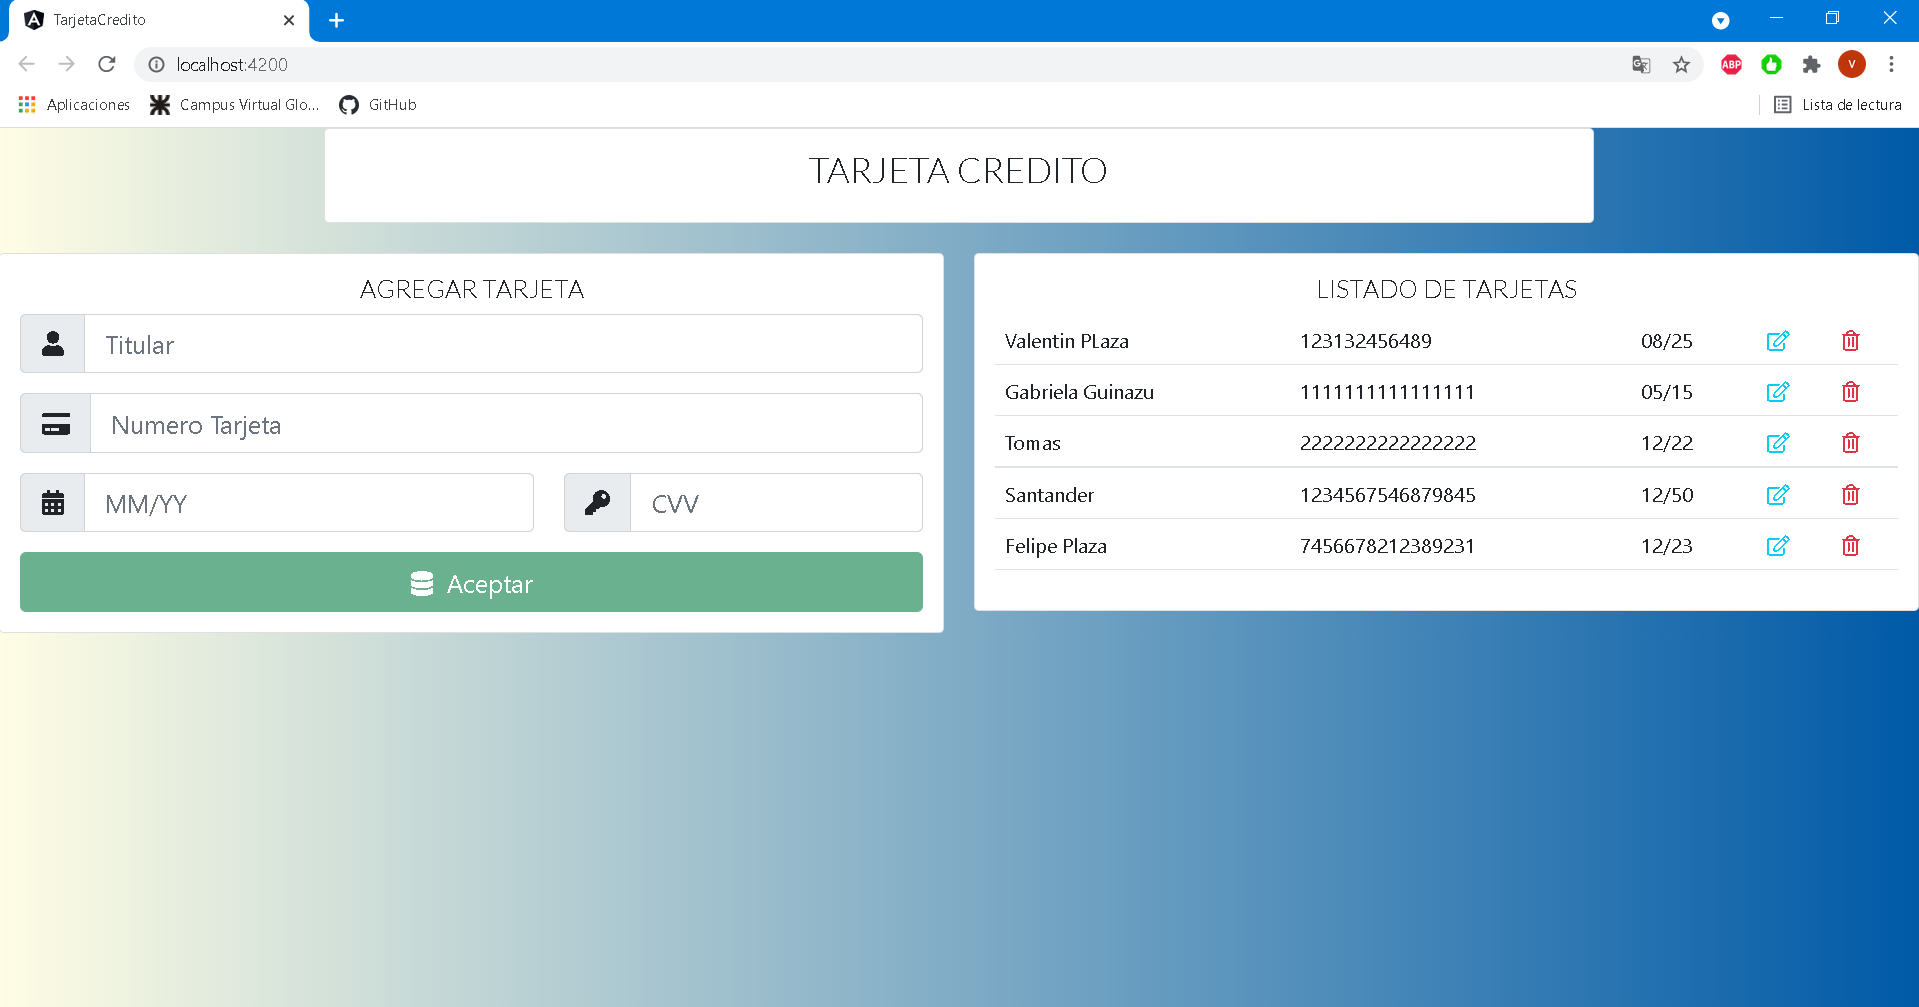 TarjetaCredito
localhost:4200
ABP
V
Aplicaciones
Campus Virtual Glo...
GitHub
Lista de lectura
TARJETA CREDITO
AGREGAR TARJETA
Titular
Numero Tarjeta
MM/YY CVV
Aceptar
LISTADO DE TARJETAS
Valentin PLaza 123132456489 08/25
Gabriela Guinazu 1111111111111111 05/15
Tomas 2222222222222222 12/22
Santander 1234567546879845 12/50
Felipe Plaza 7456678212389231 12/23